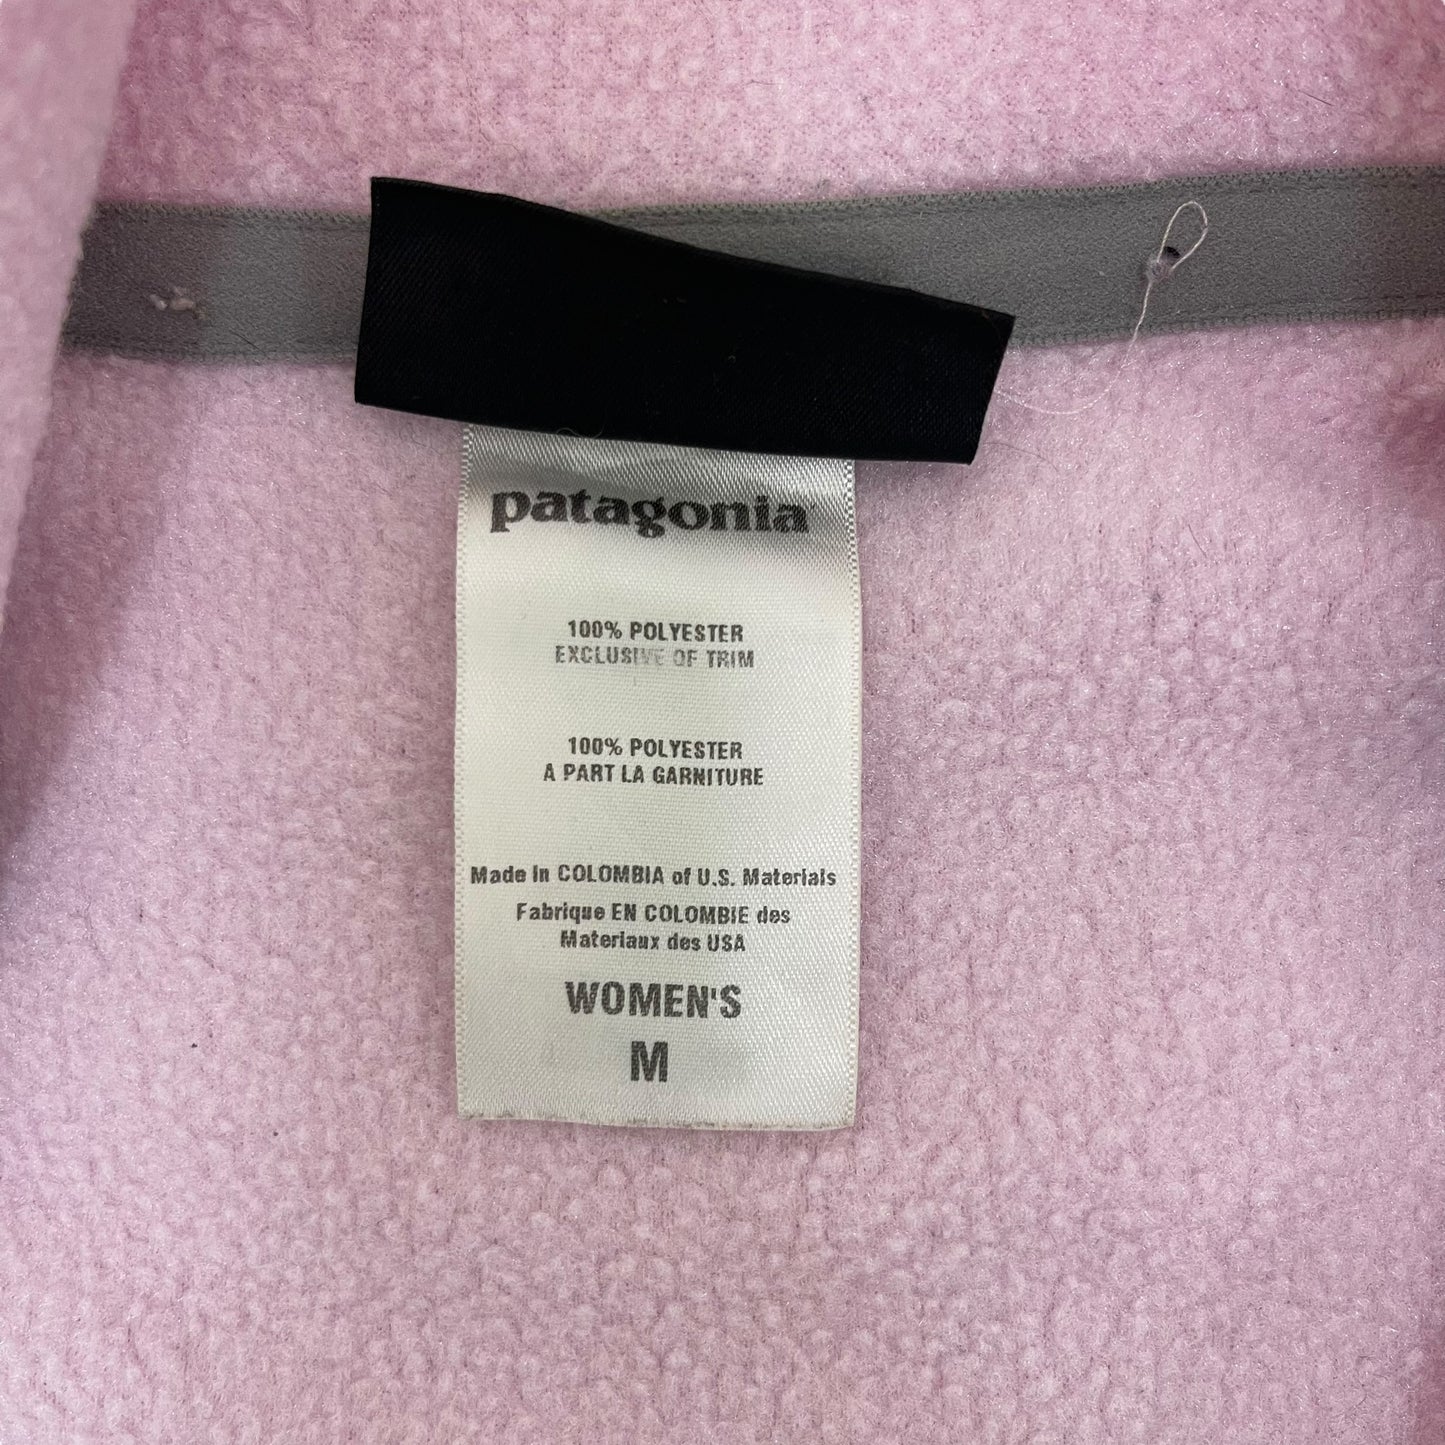 patagonia
100% POLYESTER
EXCLUSIVE OF TRIM
100% POLYESTER
A PART LA GARNITURE
Made in COLOMBIA of U.S. Materials
Fabrique EN COLOMBIE des
Materiaux des USA
WOMEN'S
M